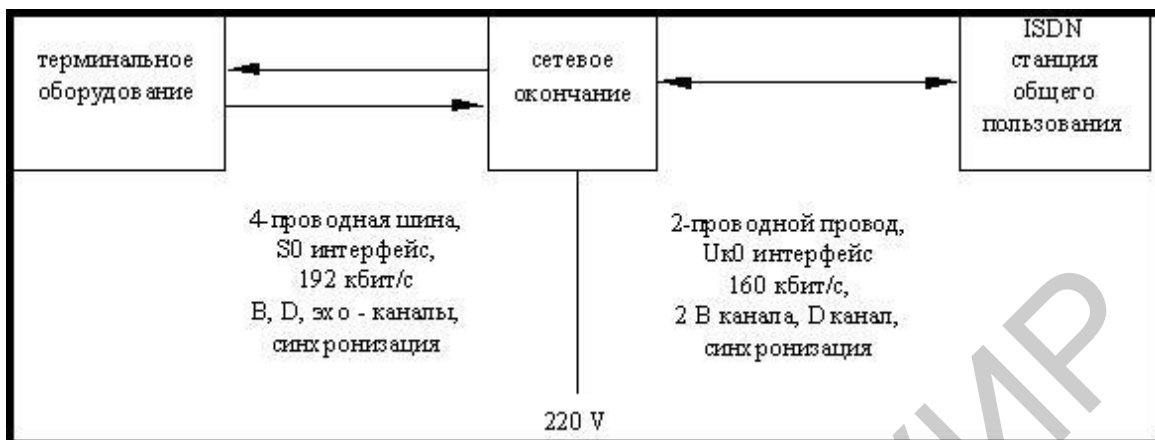 терминальное
оборудование
сетевое
окончание
ISDN
станция
общего
пользования
4-проводная шина,
S0 интерфейс,
192 кбит/с
B, D, эхо - каналы,
синхронизация
2-проводной провод,
Uк0 интерфейс
160 кбит/с,
2 B канала, D канал,
синхронизация
220 V